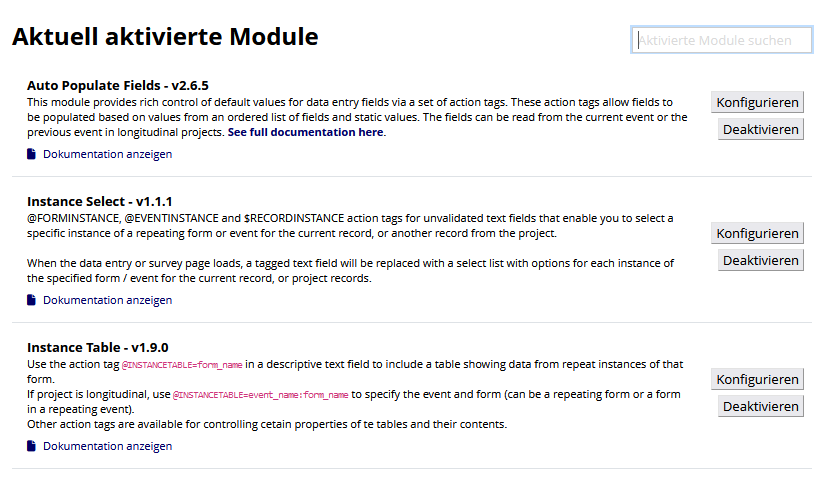 Aktuell aktivierte Module
Aktivierte Module suchen
Auto Populate Fields - v2.6.5
This module provides rich control of default values for data entry fields via a set of action tags. These action tags allow fields to
be populated based on values from an ordered list of fields and static values. The fields can be read from the current event or the
previous event in longitudinal projects. See full documentation here.
Dokumentation anzeigen
Konfigurieren
Deaktivieren
Instance Select - v1.1.1
@FORMINSTANCE, @EVENTINSTANCE and $RECORDINSTANCE action tags for unvalidated text fields that enable you to select a
specific instance of a repeating form or event for the current record, or another record from the project.
When the data entry or survey page loads, a tagged text field will be replaced with a select list with options for each instance of
the specified form / event for the current record, or project records.
Dokumentation anzeigen
Konfigurieren
Deaktivieren
Instance Table - v1.9.0
Use the action tag @INSTANCETABLE=form_name in a descriptive text field to include a table showing data from repeat instances of that
form.
If project is longitudinal, use @INSTANCETABLE=event_name:form_name to specify the event and form (can be a repeating form or a form
in a repeating event).
Other action tags are available for controlling cetain properties of te tables and their contents.
Dokumentation anzeigen
Konfigurieren
Deaktivieren